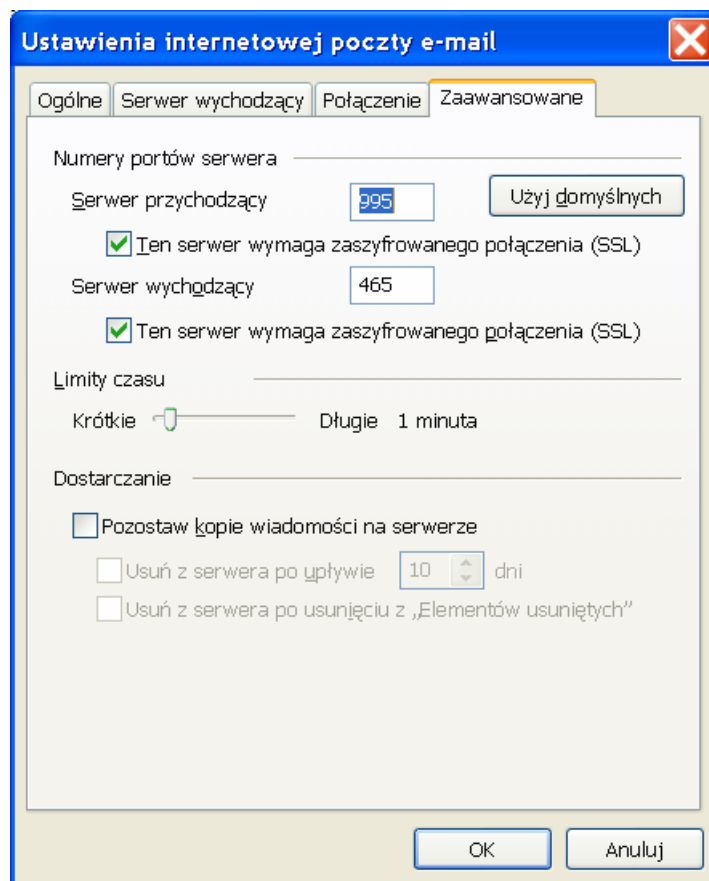 Ustawienia internetowej poczty e-mail
Ogólne Serwer wychodzący Połączenie Zaawansowane
Numery portów serwera
Serwer przychodzący 995 Użyj domyślnych
Ten serwer wymaga zaszyfrowanego połączenia (SSL)
Serwer wychodzący 465
Ten serwer wymaga zaszyfrowanego połączenia (SSL)
Limity czasu
Krótkie Długie 1 minuta
Dostarczanie
Pozostaw kopie wiadomości na serwerze
Usuń z serwera po upływie 10 dni
Usuń z serwera po usunięciu z „Elementów usuniętych”
OK Anuluj